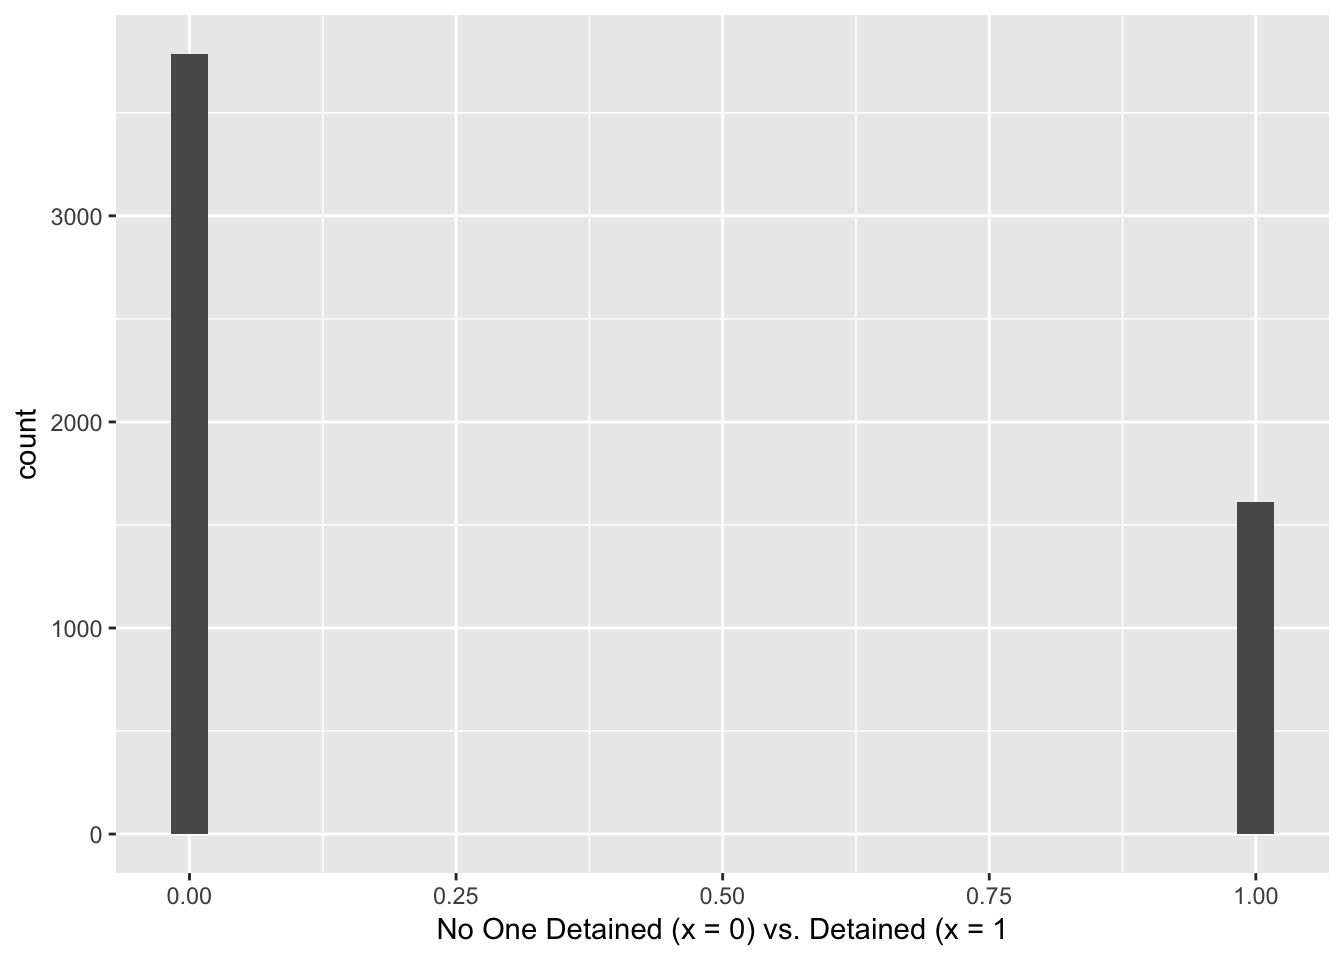 count
3000
2000
1000
0
0.00 0.25 0.50 0.75 1.00
No One Detained (x = 0) vs. Detained (x = 1